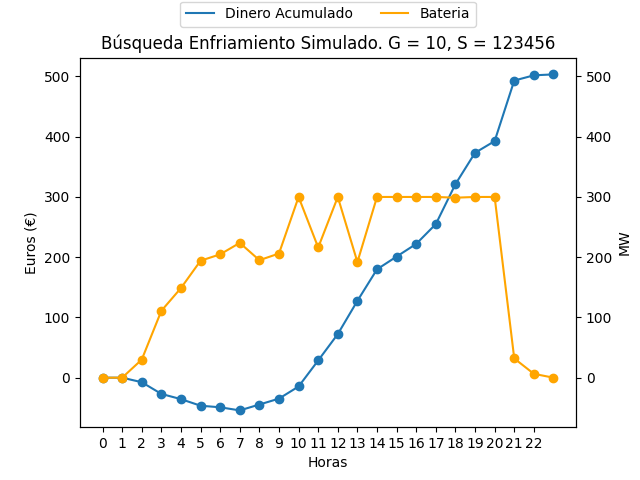 Dinero Acumulado Bateria
Búsqueda Enfriamiento Simulado. G = 10, S = 123456
500 500
400 400
300 300
200 200
100 100
0 0
Euros (€)
MW
0 1 2 3 4 5 6 7 8 9 10 11 12 13 14 15 16 17 18 19 20 21 22
Horas